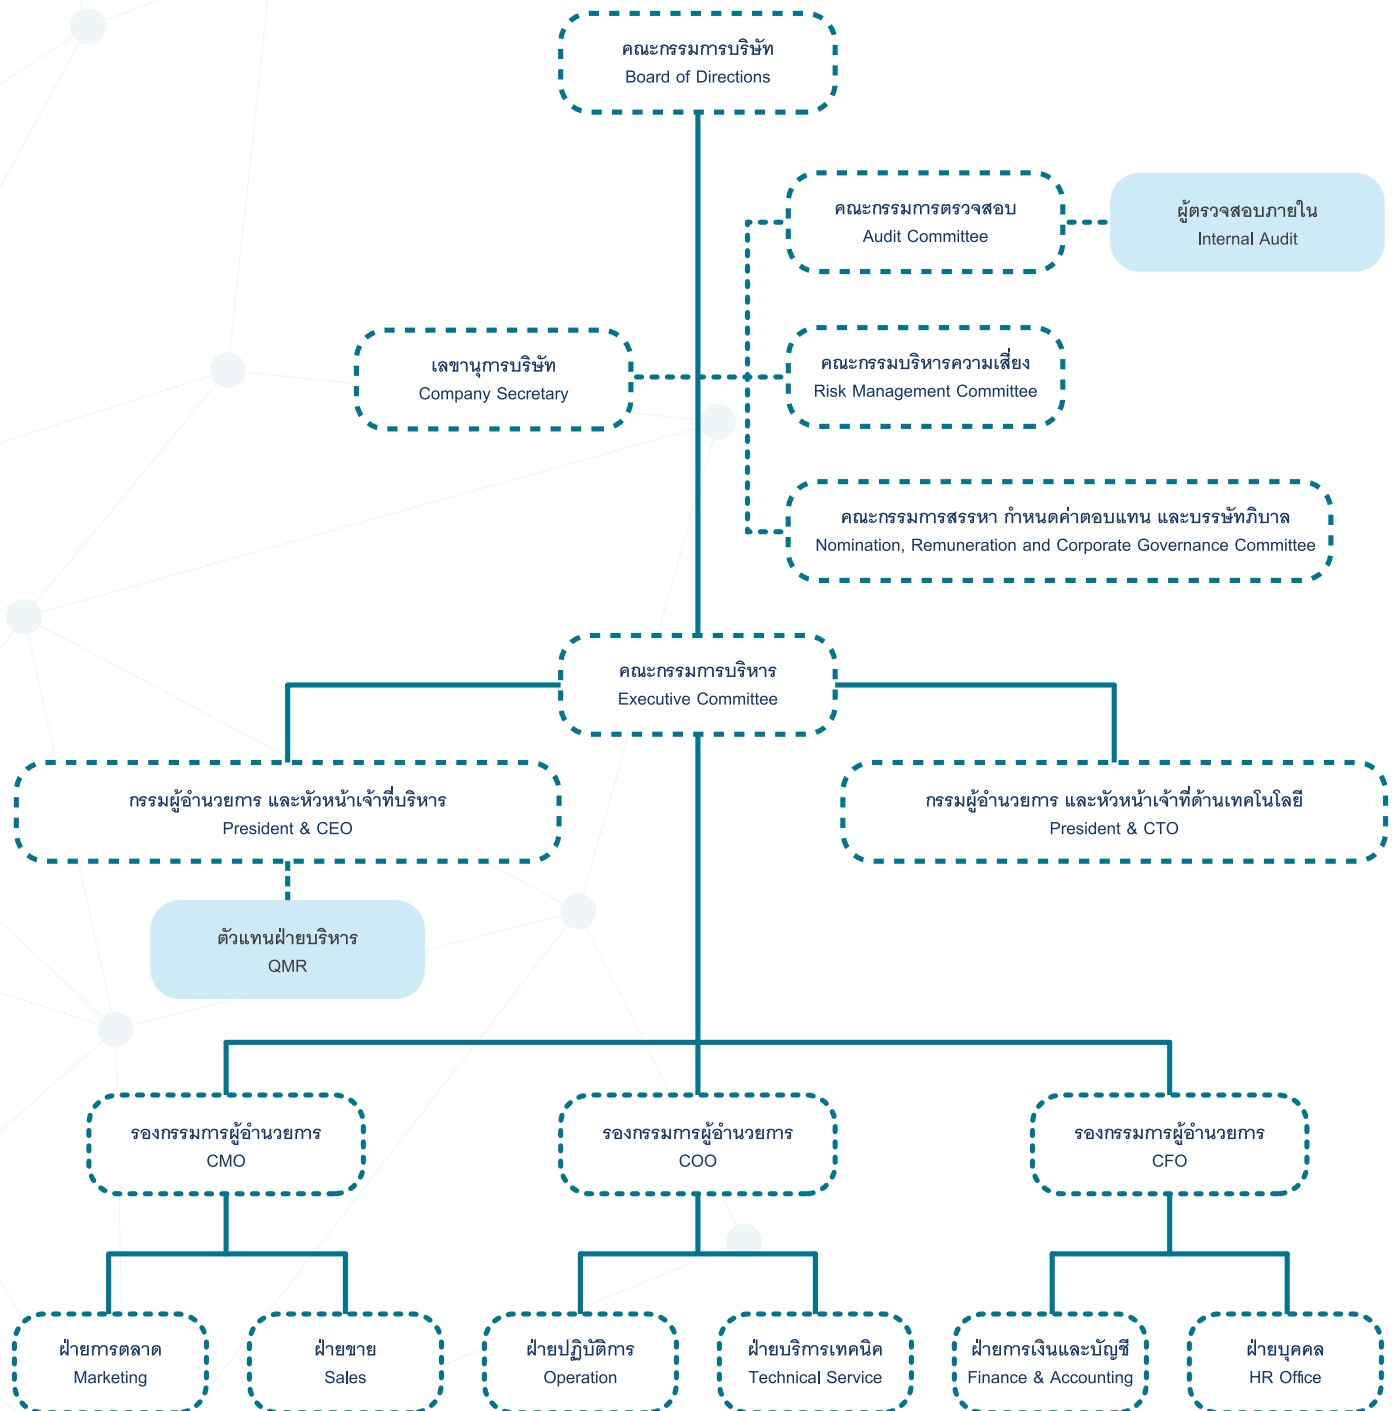 คณะกรรมการบริษัท
Board of Directions
คณะกรรมการตรวจสอบ
Audit Committee
ผู้ตรวจสอบภายใน
Internal Audit
เลขานุการบริษัท
Company Secretary
คณะกรรมบริหารความเสี่ยง
Risk Management Committee
คณะกรรมการสรรหา กำหนดค่าตอบแทน และบรรษัทภิบาล
Nomination, Remuneration and Corporate Governance Committee
คณะกรรมการบริหาร
Executive Committee
กรรมผู้อำนวยการ และหัวหน้าเจ้าที่บริหาร
President & CEO
กรรมผู้อำนวยการ และหัวหน้าเจ้าที่ด้านเทคโนโลยี
President & CTO
ตัวแทนฝ่ายบริหาร
QMR
รองกรรมการผู้อำนวยการ
CMO
รองกรรมการผู้อำนวยการ
COO
รองกรรมการผู้อำนวยการ
CFO
ฝ่ายการตลาด
Marketing
ฝ่ายขาย
Sales
ฝ่ายปฏิบัติการ
Operation
ฝ่ายบริการเทคนิค
Technical Service
ฝ่ายการเงินและบัญชี
Finance & Accounting
ฝ่ายบุคคล
HR Office